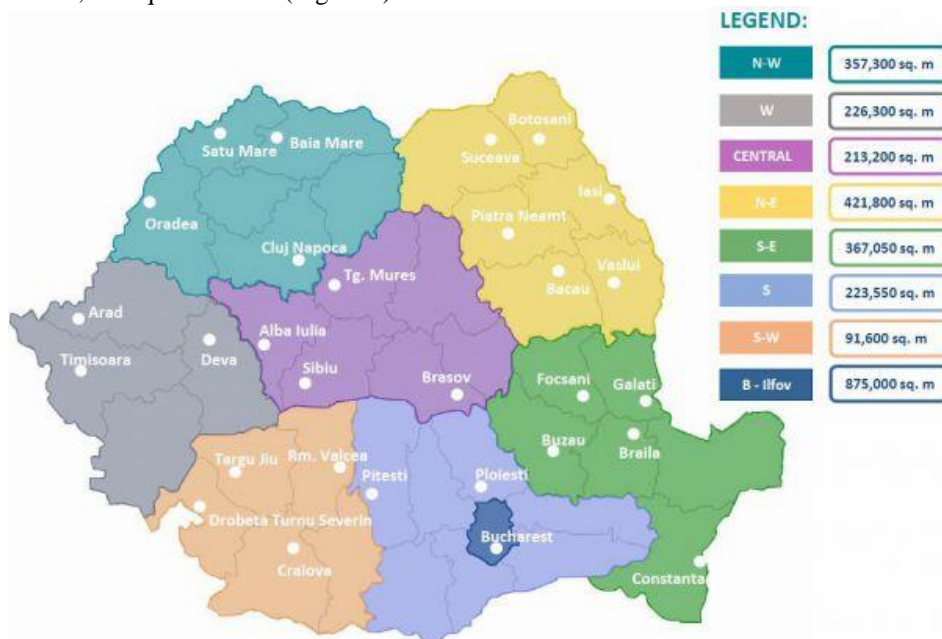 LEGEND:
N-W 357,300 sq. m
W 226,300 sq. m
CENTRAL 213,200 sq. m
N-E 421,800 sq. m
S-E 367,050 sq. m
S 223,550 sq. m
S-W 91,600 sq. m
B - Ilfov 875,000 sq. m
Satu Mare
Baia Mare
Oradea
Cluj Napoca
Botosani
Suceava
Iasi
Piatra Neamt
Vaslui
Bacau
Tg. Mures
Alba Iulia
Sibiu
Brasov
Arad
Timisoara
Deva
Focsani
Galati
Buzau
Braila
Constanta
Targu Jiu
Rm. Valcea
Drobeta Turnu Severin
Craiova
Pitesti
Ploiesti
Bucharest